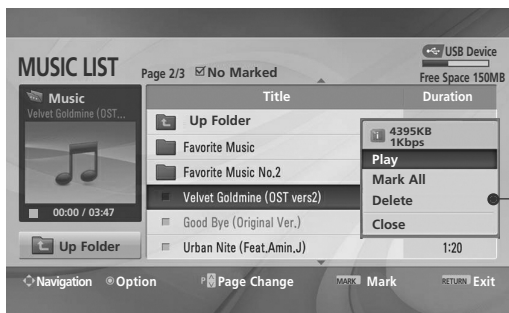 USB Device
MUSIC LIST
Page 2/3 ☑No Marked
Free Space 150MB
Music
Velvet Goldmine (OST...
Title
Duration
Up Folder
Favorite Music
Favorite Music No.2
Velvet Goldmine (OST vers2)
Good Bye (Original Ver.)
Urban Nite (Feat,Amin,J)
1:20
4395KB
1Kbps
Play
Mark All
Delete
Close
00:00 / 03:47
Up Folder
Navigation
Option
P Page Change
MARK Mark
RETURN Exit